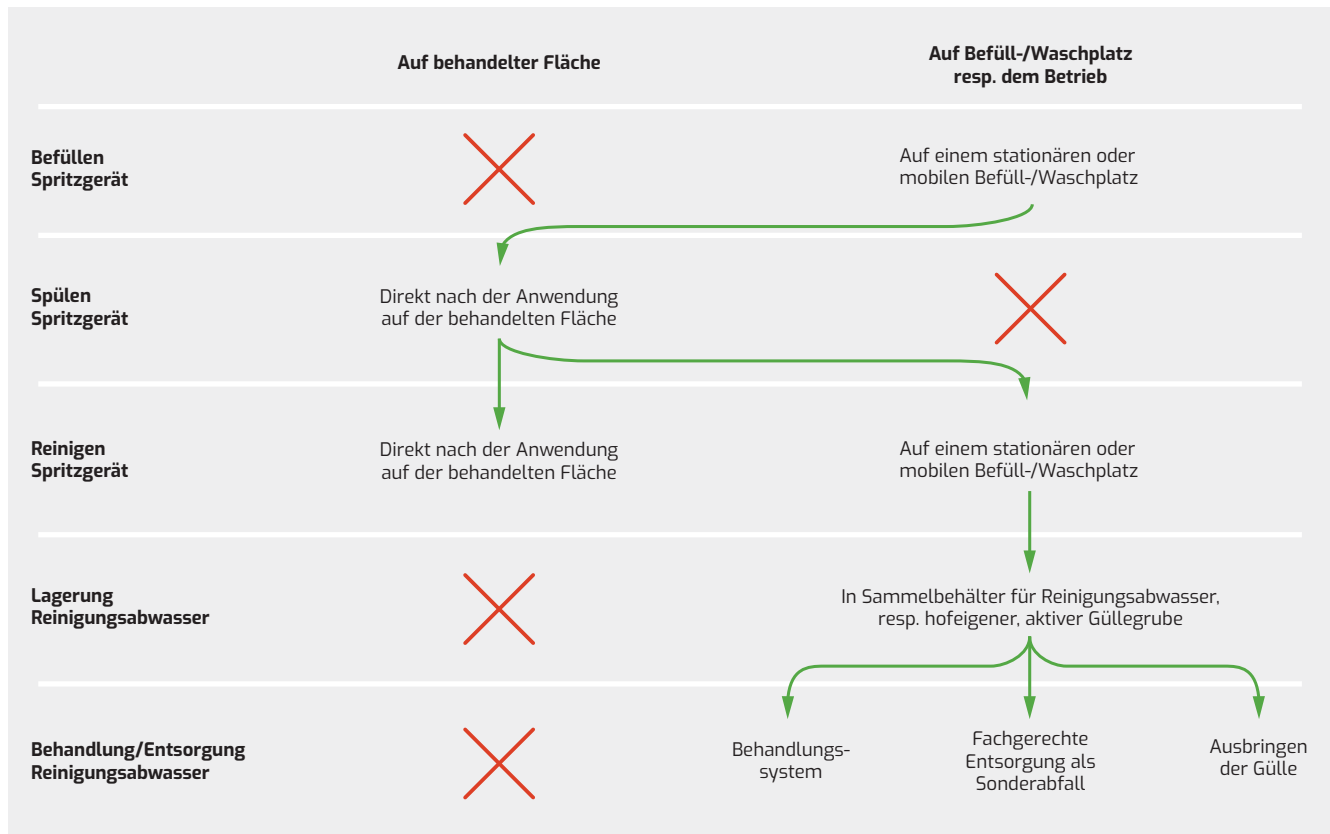 Auf behandelter Fläche
Auf Befüll-/Waschplatz
resp. dem Betrieb
Befüllen
Spritzgerät
Auf einem stationären oder
mobilen Befüll-/Waschplatz
Spülen
Spritzgerät
Direkt nach der Anwendung
auf der behandelten Fläche
Reinigen
Spritzgerät
Direkt nach der Anwendung
auf der behandelten Fläche
Auf einem stationären oder
mobilen Befüll-/Waschplatz
Lagerung
Reinigungsabwasser
In Sammelbehälter für Reinigungsabwasser,
resp. hofeigener, aktiver Güllegrube
Behandlung/Entsorgung
Reinigungsabwasser
Behandlungs-
system
Fachgerechte
Entsorgung als
Sonderabfall
Ausbringen
der Gülle